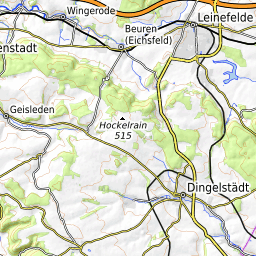 Wingerode
Leinefelde
Beuren
(Eichsfeld)
enstadt
Geisleden
Hockelrain
515
Dingelstädt